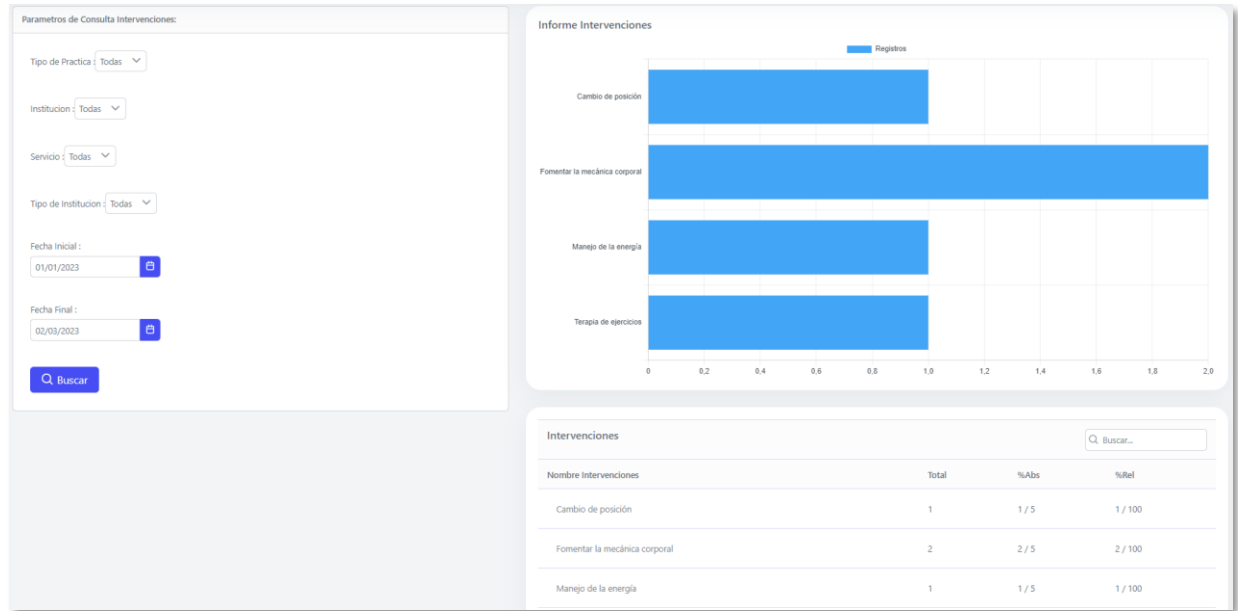 Parametros de Consulta Intervenciones:
Tipo de Practica : Todas
Institucion : Todas
Servicio : Todas
Tipo de Institucion : Todas
Fecha Inicial :
01/01/2023
Fecha Final :
02/03/2023
Buscar
Informe Intervenciones
Registros
Cambio de posición
Fomentar la mecánica corporal
Manejo de la energía
Terapia de ejercicios
0 0,2 0,4 0,6 0,8 1,0 1,2 1,4 1,6 1,8 2,0
Intervenciones
Buscar...
Nombre Intervenciones Total %Abs %Rel
Cambio de posición 1 1 / 5 1 / 100
Fomentar la mecánica corporal 2 2 / 5 2 / 100
Manejo de la energía 1 1 / 5 1 / 100